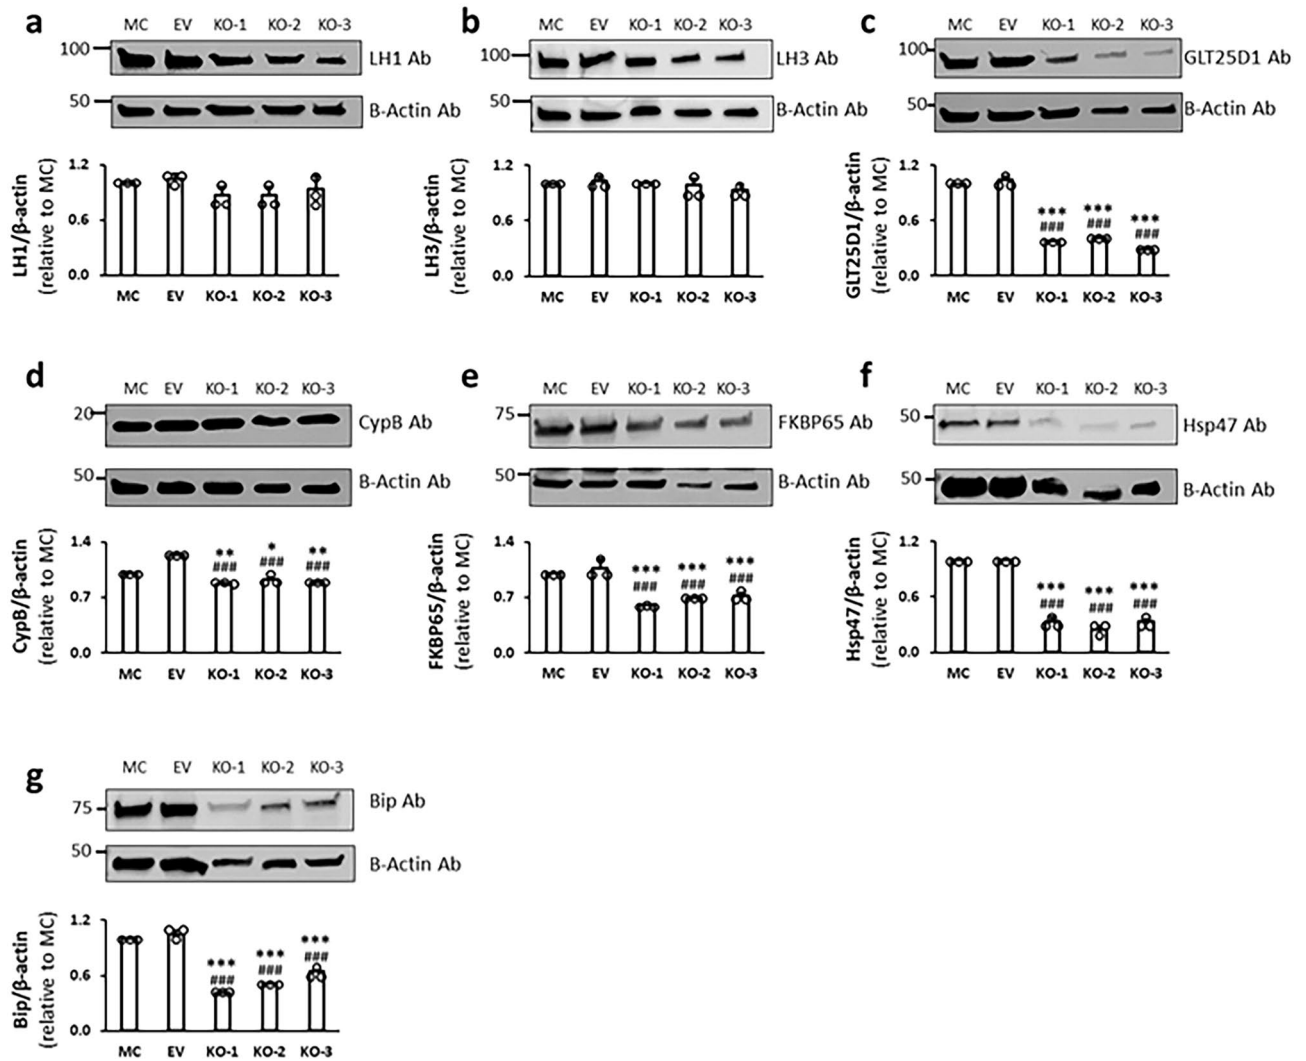 a
MC EV KO-1 KO-2 KO-3
100
LH1 Ab
50
B-Actin Ab
LH1/β-actin
(relative to MC)
1.2
0.6
0.0
MC EV KO-1 KO-2 KO-3
b
MC EV KO-1 KO-2 KO-3
100
LH3 Ab
50
B-Actin Ab
LH3/β-actin
(relative to MC)
1.2
0.6
0.0
MC EV KO-1 KO-2 KO-3
c
MC EV KO-1 KO-2 KO-3
100
GLT25D1 Ab
50
B-Actin Ab
GLT25D1/β-actin
(relative to MC)
1.2
0.6
0.0
*** *** ***
### ### ###
MC EV KO-1 KO-2 KO-3
d
MC EV KO-1 KO-2 KO-3
20
CypB Ab
50
B-Actin Ab
CypB/β-actin
(relative to MC)
1.4
0.7
0.0
** * **
### ### ###
MC EV KO-1 KO-2 KO-3
e
MC EV KO-1 KO-2 KO-3
75
FKBP65 Ab
50
B-Actin Ab
FKBP65/β-actin
(relative to MC)
1.4
0.7
0.0
*** *** ***
### ### ###
MC EV KO-1 KO-2 KO-3
f
MC EV KO-1 KO-2 KO-3
50
Hsp47 Ab
50
B-Actin Ab
Hsp47/β-actin
(relative to MC)
1.2
0.6
0.0
*** *** ***
### ### ###
MC EV KO-1 KO-2 KO-3
g
MC EV KO-1 KO-2 KO-3
75
Bip Ab
50
B-Actin Ab
Bip/β-actin
(relative to MC)
1.2
0.6
0.0
*** *** ***
### ### ###
MC EV KO-1 KO-2 KO-3